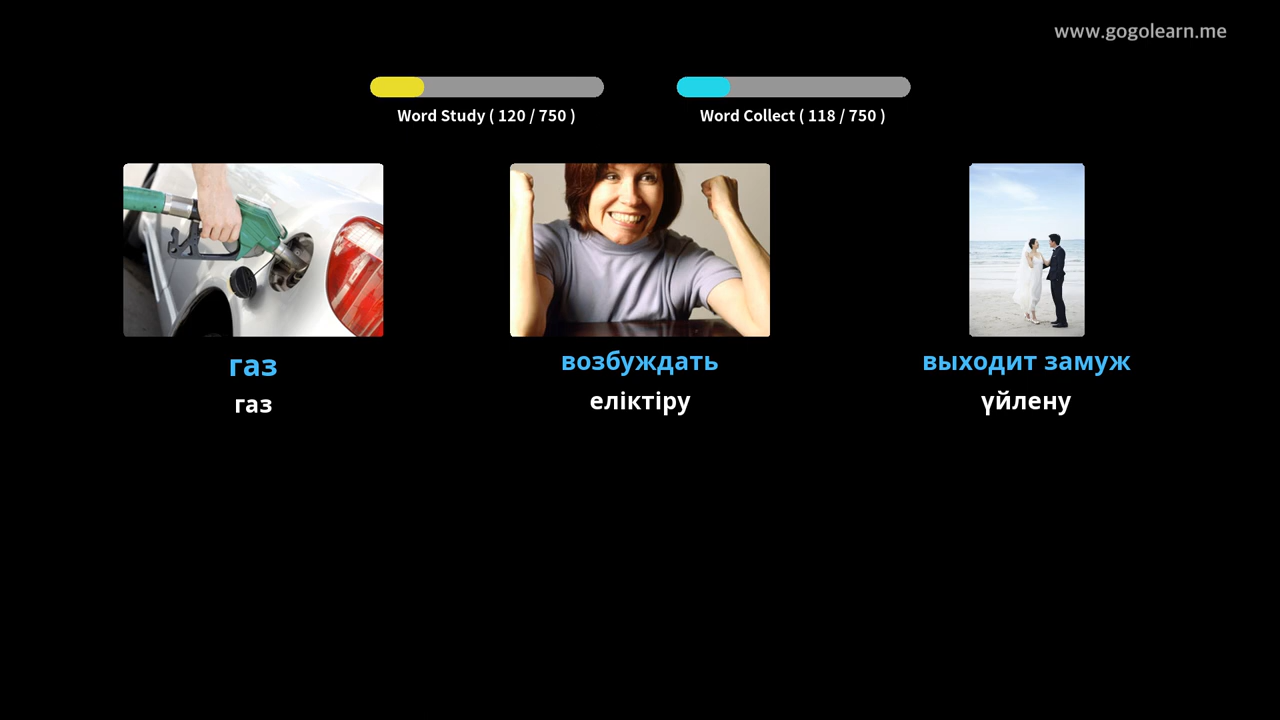 www.gogolearn.me
Word Study ( 120 / 750 )
Word Collect ( 118 / 750 )
газ
возбуждать
выходит замуж
газ
еліктіру
үйлену